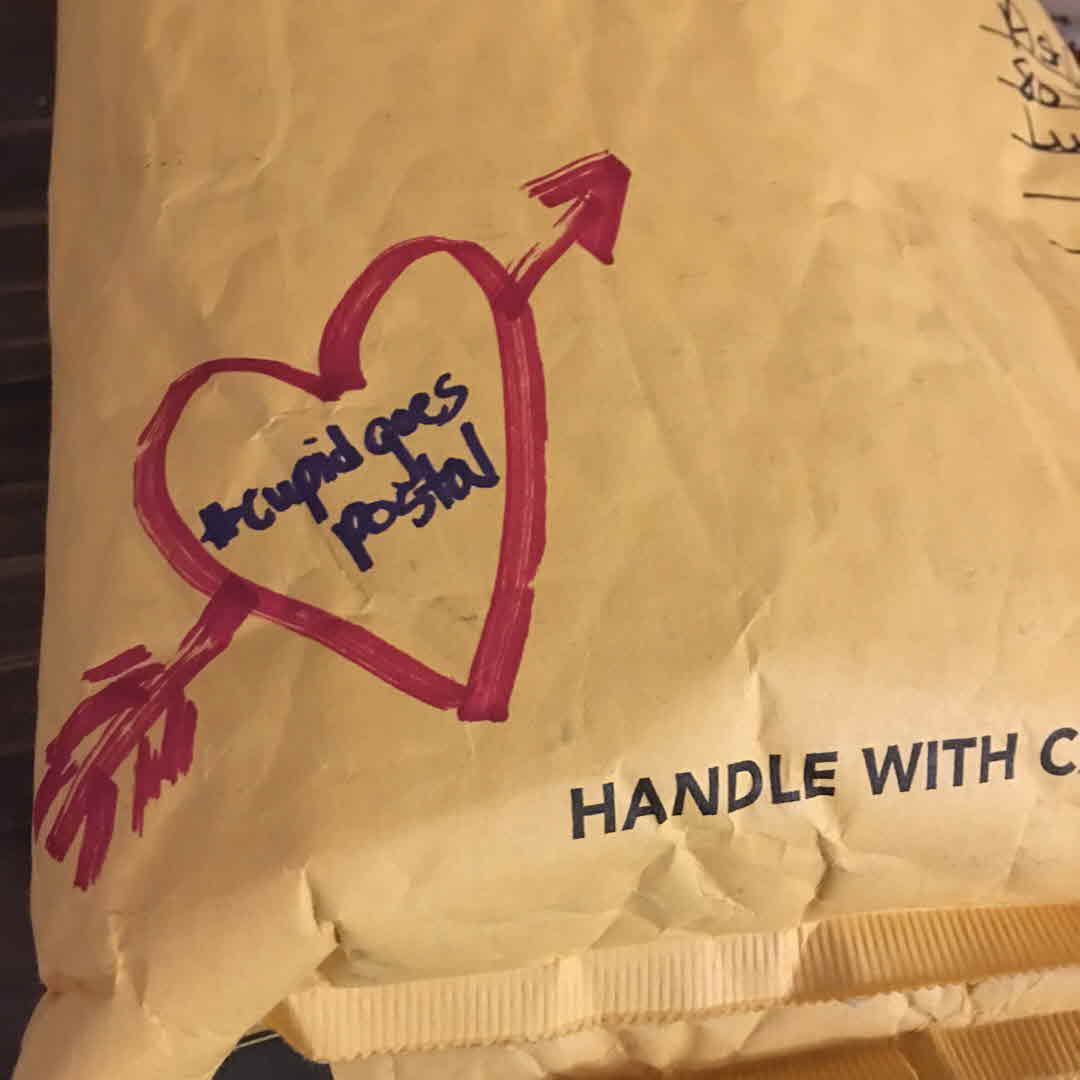 #cupid goes
postal
HANDLE WITH